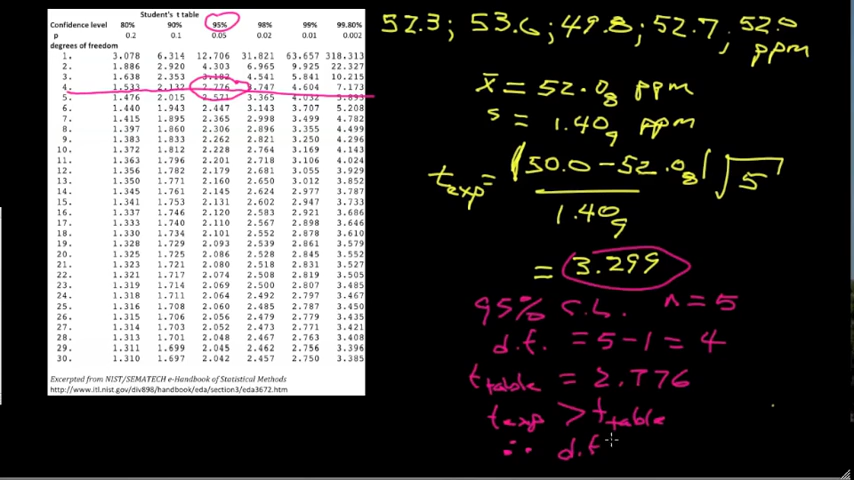 Student's t table
Confidence level 80% 90% 95% 98% 99% 99.80%
p 0.2 0.1 0.05 0.02 0.01 0.002
degrees of freedom
1. 3.078 6.314 12.706 31.821 63.657 318.313
2. 1.886 2.920 4.303 6.965 9.925 22.327
3. 1.638 2.353 3.182 4.541 5.841 10.215
4. 1.533 2.132 2.776 3.747 4.604 7.173
5. 1.476 2.015 2.571 3.365 4.032 5.893
6. 1.440 1.943 2.447 3.143 3.707 5.208
7. 1.415 1.895 2.365 2.998 3.499 4.782
8. 1.397 1.860 2.306 2.896 3.355 4.499
9. 1.383 1.833 2.262 2.821 3.250 4.296
10. 1.372 1.812 2.228 2.764 3.169 4.143
11. 1.363 1.796 2.201 2.718 3.106 4.024
12. 1.356 1.782 2.179 2.681 3.055 3.929
13. 1.350 1.771 2.160 2.650 3.012 3.852
14. 1.345 1.761 2.145 2.624 2.977 3.787
15. 1.341 1.753 2.131 2.602 2.947 3.733
16. 1.337 1.746 2.120 2.583 2.921 3.686
17. 1.333 1.740 2.110 2.567 2.898 3.646
18. 1.330 1.734 2.101 2.552 2.878 3.610
19. 1.328 1.729 2.093 2.539 2.861 3.579
20. 1.325 1.725 2.086 2.528 2.845 3.552
21. 1.323 1.721 2.080 2.518 2.831 3.527
22. 1.321 1.717 2.074 2.508 2.819 3.505
23. 1.319 1.714 2.069 2.500 2.807 3.485
24. 1.318 1.711 2.064 2.492 2.797 3.467
25. 1.316 1.708 2.060 2.485 2.787 3.450
26. 1.315 1.706 2.056 2.479 2.779 3.435
27. 1.314 1.703 2.052 2.473 2.771 3.421
28. 1.313 1.701 2.048 2.467 2.763 3.408
29. 1.311 1.699 2.045 2.462 2.756 3.396
30. 1.310 1.697 2.042 2.457 2.750 3.385
Excerpted from NIST/SEMATECH e-Handbook of Statistical Methods
http://www.itl.nist.gov/div898/handbook/eda/section3/eda3672.htm
52.3; 53.6; 49.8; 52.7; 52.0 ppm
x̄ = 52.0₈ ppm
s = 1.40₉ ppm
t_exp = |50.0 − 52.0₈| √5
1.40₉
= 3.299
95% C.L. n = 5
d.f. = 5 − 1 = 4
t_table = 2.776
t_exp > t_table
∴ d.f